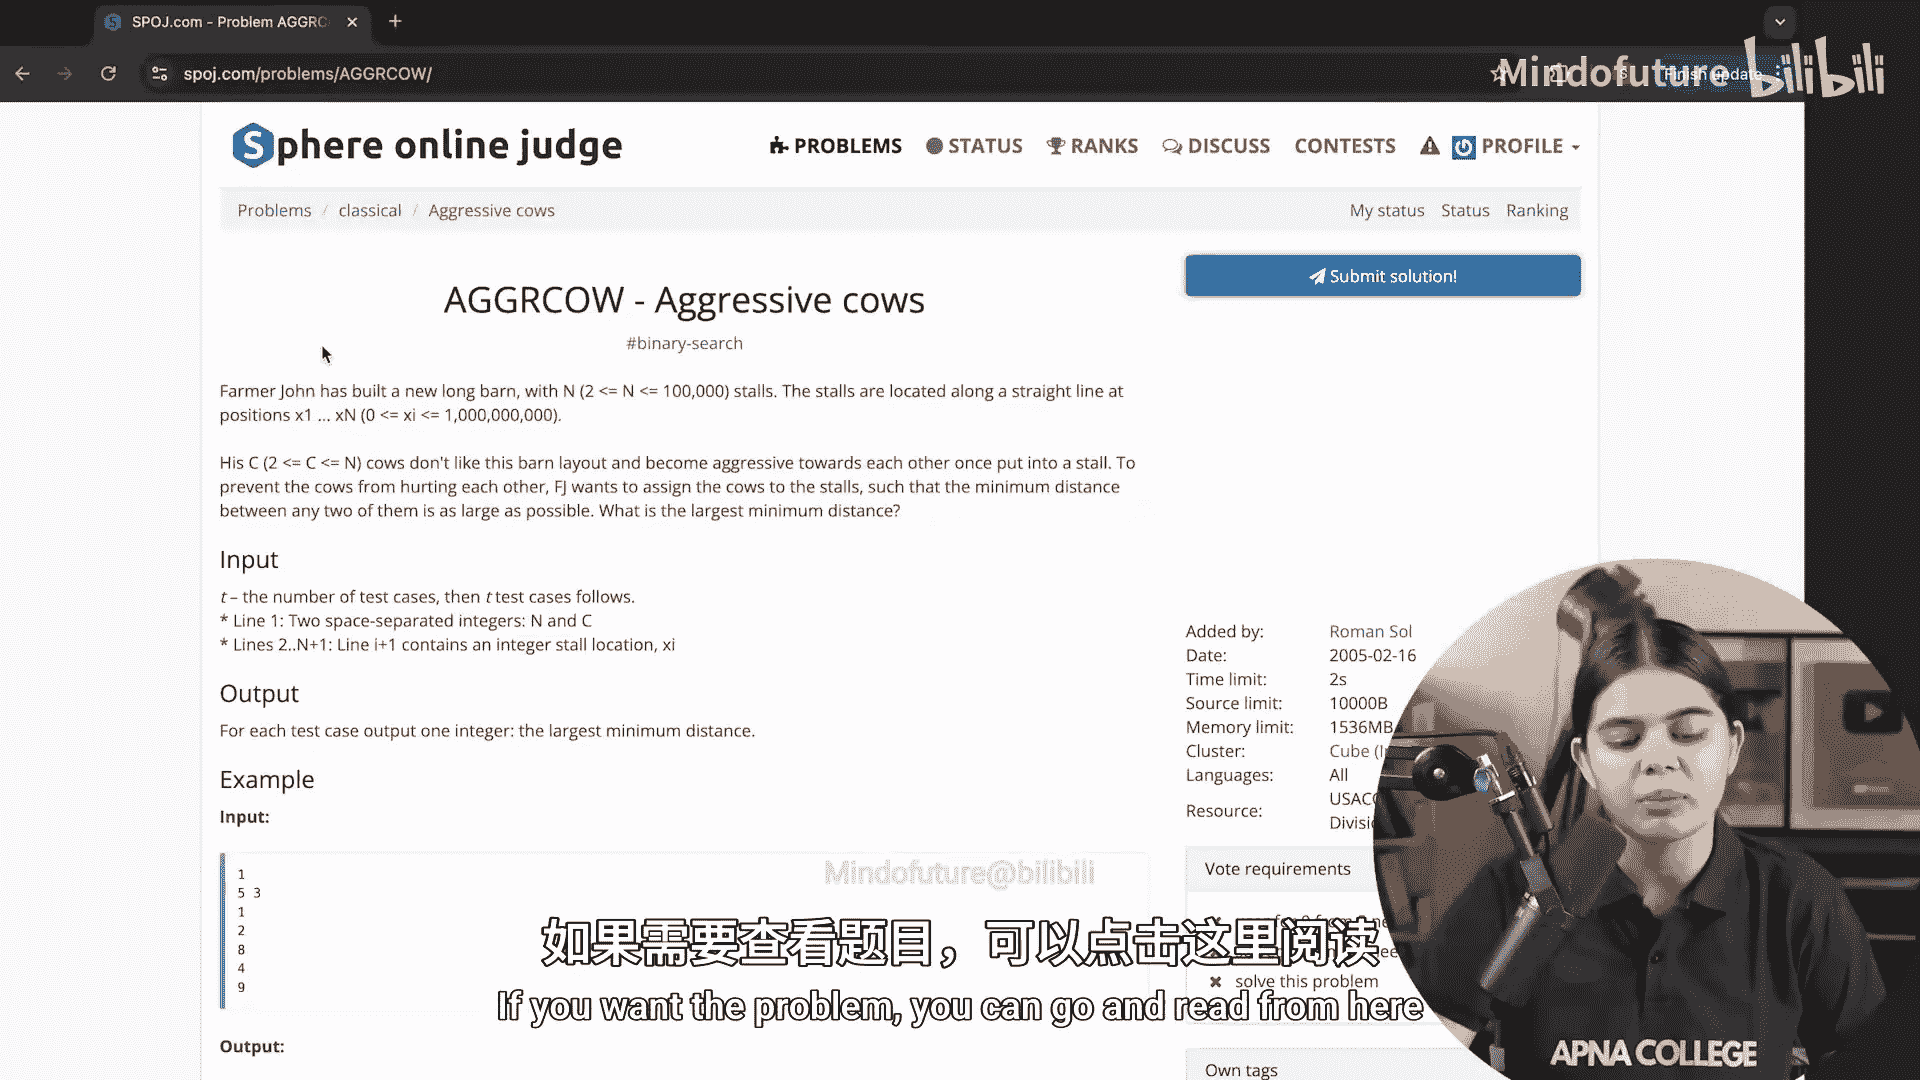 SPOJ.com - Problem AGGRC
spoj.com/problems/AGGRCOW/
Finish update
Mindofuture bilibili
Sphere online judge
PROBLEMS STATUS RANKS DISCUSS CONTESTS PROFILE
Problems / classical / Aggressive cows
My status Status Ranking
Submit solution!
AGGRCOW - Aggressive cows
#binary-search
Farmer John has built a new long barn, with N (2 <= N <= 100,000) stalls. The stalls are located along a straight line at
positions x1 ... xN (0 <= xi <= 1,000,000,000).
His C (2 <= C <= N) cows don't like this barn layout and become aggressive towards each other once put into a stall. To
prevent the cows from hurting each other, FJ wants to assign the cows to the stalls, such that the minimum distance
between any two of them is as large as possible. What is the largest minimum distance?
Input
t – the number of test cases, then t test cases follows.
* Line 1: Two space-separated integers: N and C
* Lines 2..N+1: Line i+1 contains an integer stall location, xi
Output
For each test case output one integer: the largest minimum distance.
Example
Input:
1
5 3
1
2
8
4
9
Output:
Added by: Roman Sol
Date: 2005-02-16
Time limit: 2s
Source limit: 10000B
Memory limit: 1536MB
Cluster: Cube
Languages: All
Resource:
Vote requirements
solve this problem
Own tags
Mindofuture@bilibili
如果需要查看题目，可以点击这里阅读
If you want the problem, you can go and read from here
APNA COLLEGE